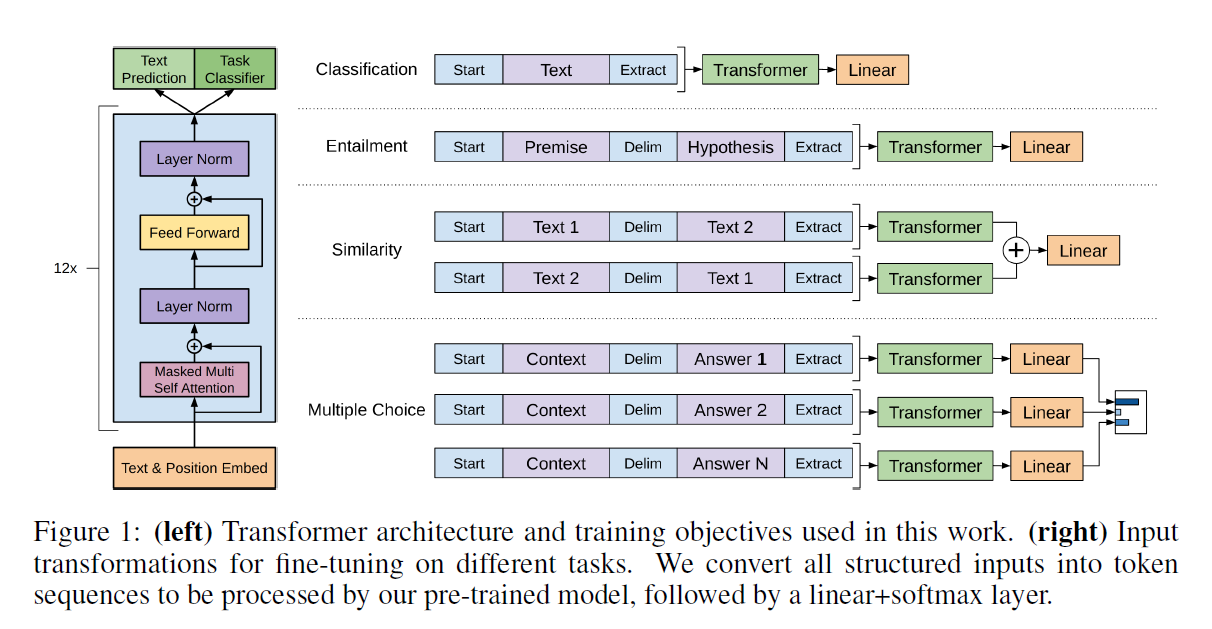 Text
Prediction
Task
Classifier
12x
Layer Norm
+
Feed Forward
Layer Norm
+
Masked Multi
Self Attention
Text & Position Embed
Classification
Start Text Extract Transformer Linear
Entailment
Start Premise Delim Hypothesis Extract Transformer Linear
Similarity
Start Text 1 Delim Text 2 Extract Transformer
+ Linear
Start Text 2 Delim Text 1 Extract Transformer
Multiple Choice
Start Context Delim Answer 1 Extract Transformer Linear
Start Context Delim Answer 2 Extract Transformer Linear
Start Context Delim Answer N Extract Transformer Linear
Figure 1: (left) Transformer architecture and training objectives used in this work. (right) Input
transformations for fine-tuning on different tasks. We convert all structured inputs into token
sequences to be processed by our pre-trained model, followed by a linear+softmax layer.